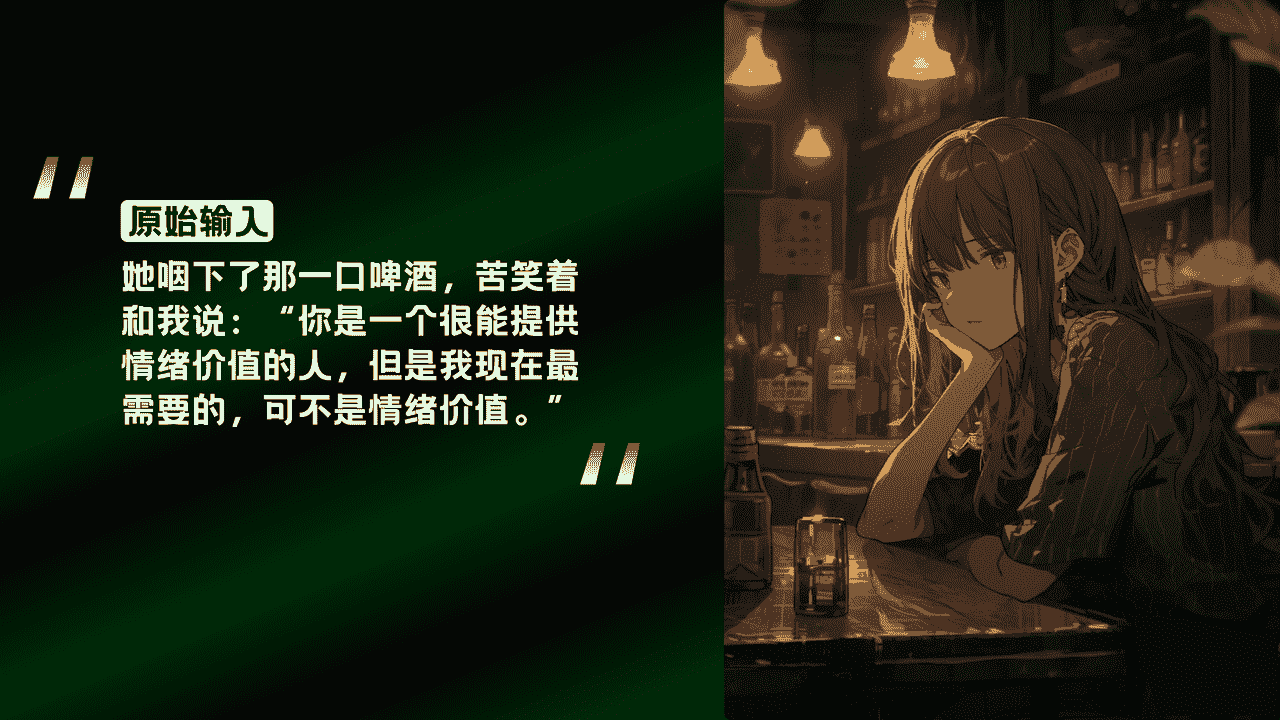 原始输入
她咽下了那一口啤酒，苦笑着
和我说：“你是一个很能提供
情绪价值的人，但是我现在最
需要的，可不是情绪价值。”